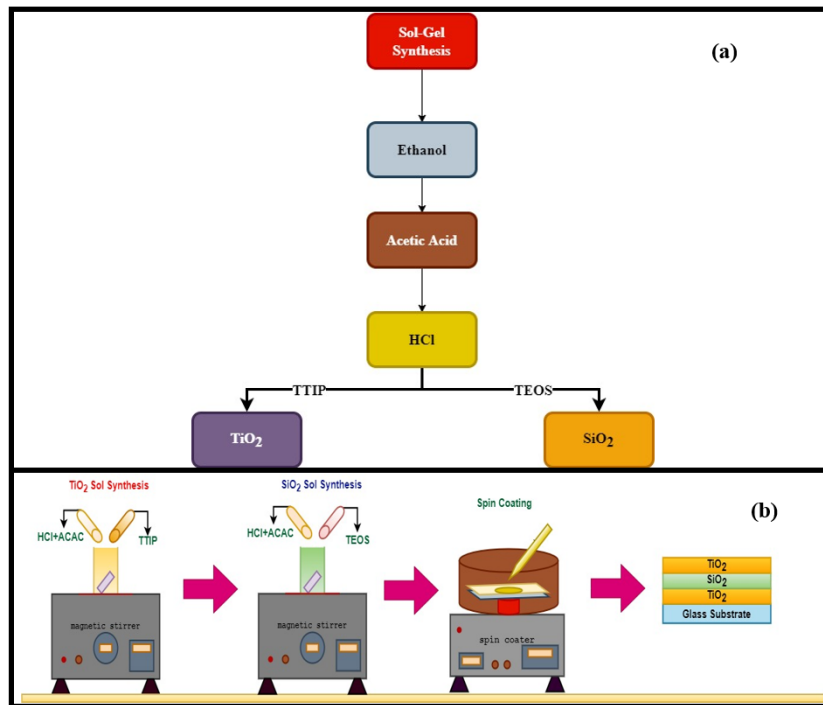 Sol-Gel
Synthesis
(a)
Ethanol
Acetic Acid
HCl
TTIP
TEOS
TiO₂
SiO₂
TiO₂ Sol Synthesis
SiO₂ Sol Synthesis
Spin Coating
(b)
HCl+ACAC
TTIP
HCl+ACAC
TEOS
TiO₂
SiO₂
TiO₂
Glass Substrate
magnetic stirrer
magnetic stirrer
spin coater